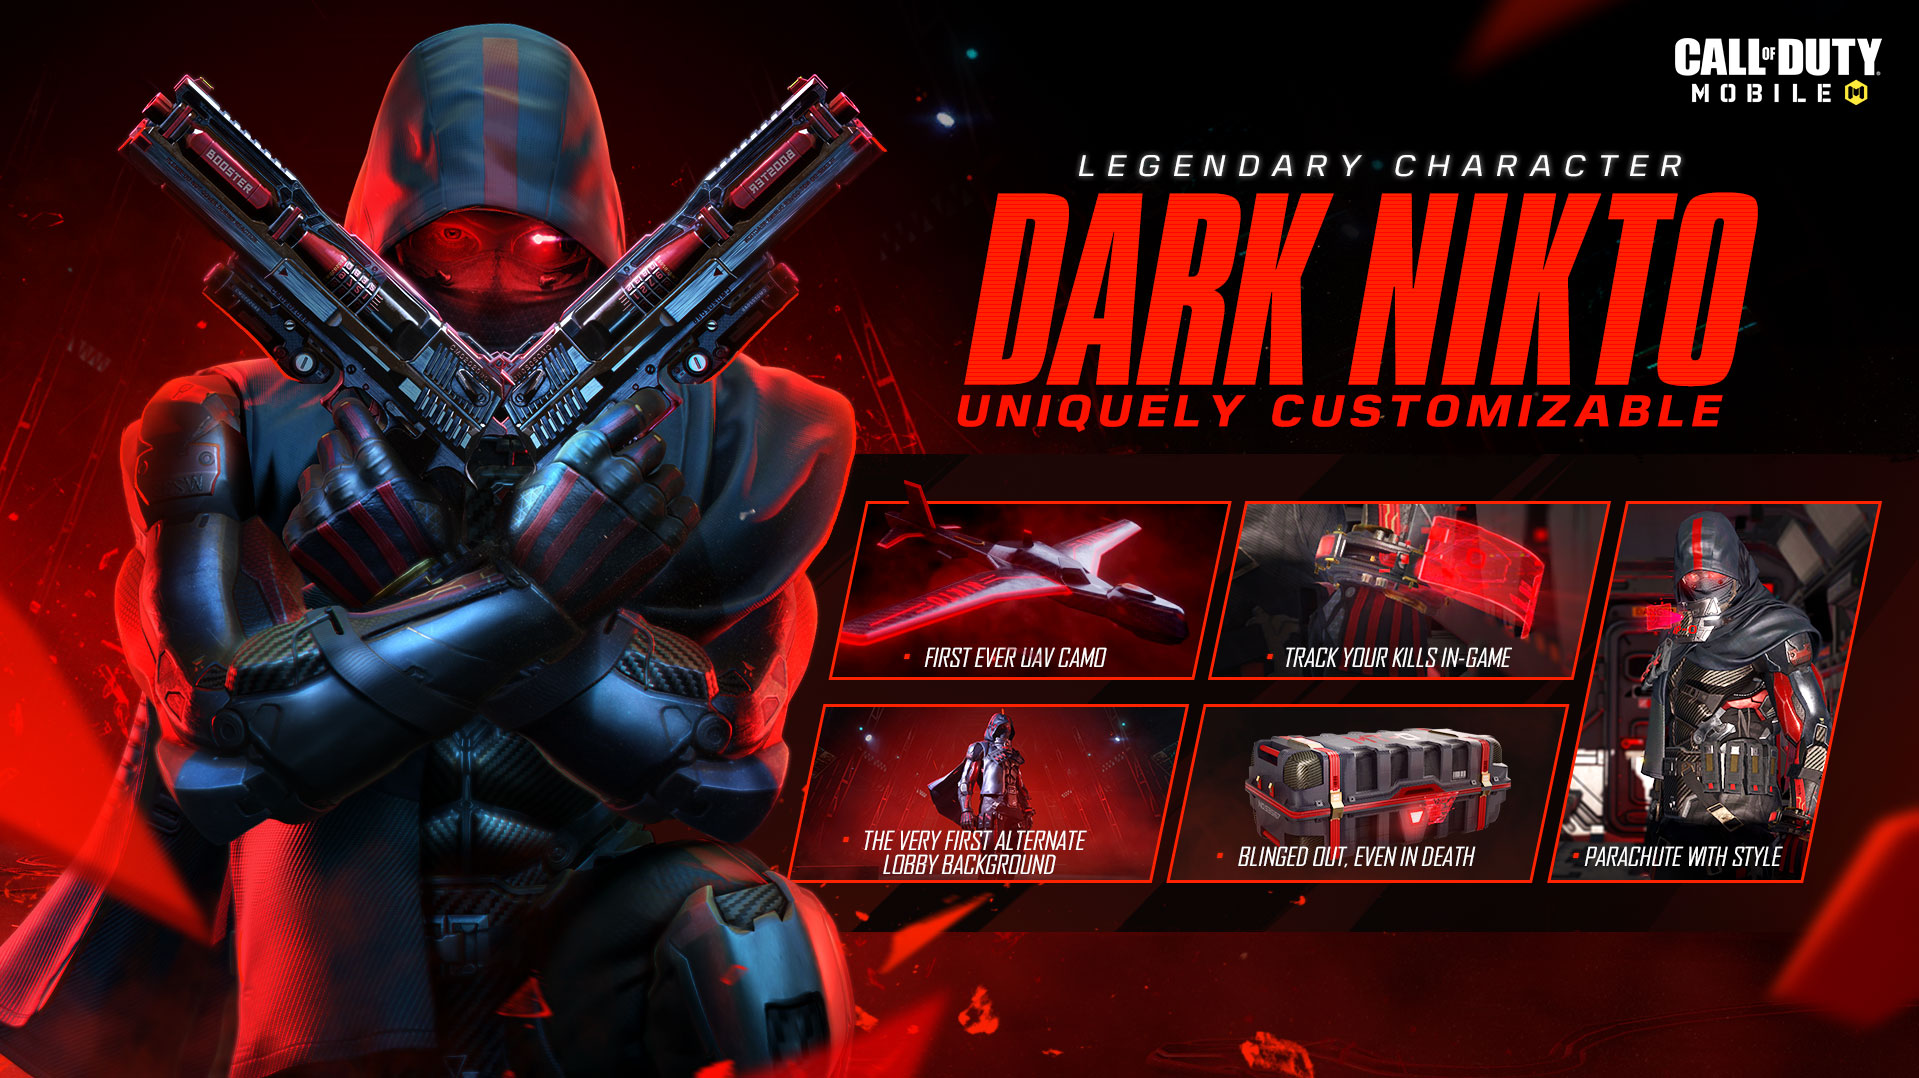 CALL OF DUTY
MOBILE
LEGENDARY CHARACTER
DARK NIKTO
UNIQUELY CUSTOMIZABLE
BOOSTER
BOOSTER
FIRST EVER UAV CAMO
TRACK YOUR KILLS IN-GAME
THE VERY FIRST ALTERNATE
LOBBY BACKGROUND
BLINGED OUT, EVEN IN DEATH
PARACHUTE WITH STYLE